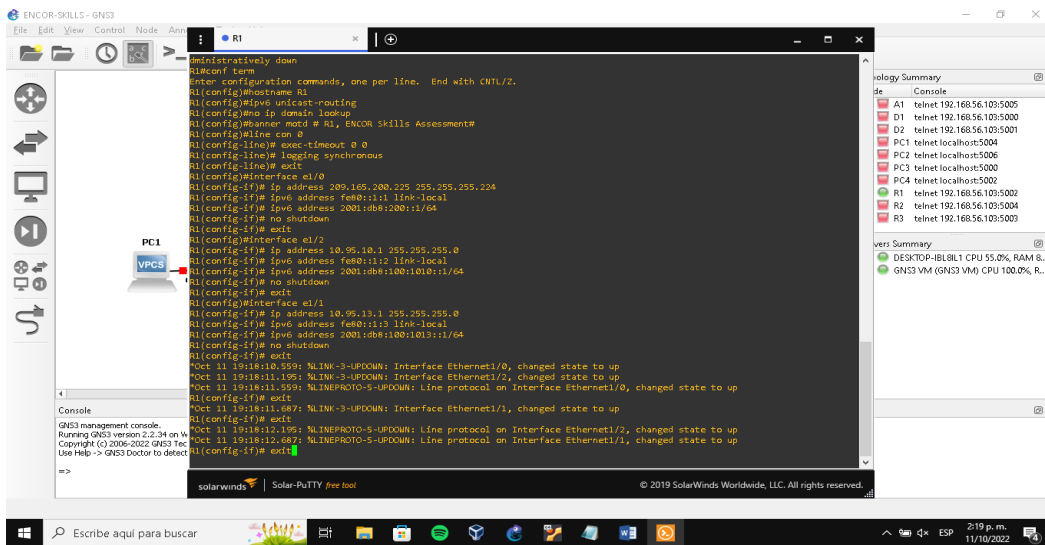 ENCOR-SKILLS - GNS3
File Edit View Control Node Ann
R1
dministratively down
R1#conf term
Enter configuration commands, one per line. End with CNTL/Z.
R1(config)#hostname R1
R1(config)#ipv6 unicast-routing
R1(config)#no ip domain lookup
R1(config)#banner motd # R1, ENCOR Skills Assessment#
R1(config)#line con 0
R1(config-line)# exec-timeout 0 0
R1(config-line)# logging synchronous
R1(config-line)# exit
R1(config)#interface e1/0
R1(config-if)# ip address 209.165.200.225 255.255.255.224
R1(config-if)# ipv6 address fe80::1:1 link-local
R1(config-if)# ipv6 address 2001:db8:200::1/64
R1(config-if)# no shutdown
R1(config-if)# exit
R1(config)#interface e1/2
R1(config-if)# ip address 10.95.10.1 255.255.255.0
R1(config-if)# ipv6 address fe80::1:2 link-local
R1(config-if)# ipv6 address 2001:db8:100:1010::1/64
R1(config-if)# no shutdown
R1(config-if)# exit
R1(config)#interface e1/1
R1(config-if)# ip address 10.95.13.1 255.255.255.0
R1(config-if)# ipv6 address fe80::1:3 link-local
R1(config-if)# ipv6 address 2001:db8:100:1013::1/64
R1(config-if)# no shutdown
R1(config-if)# exit
*Oct 11 19:18:10.559: %LINK-3-UPDOWN: Interface Ethernet1/0, changed state to up
*Oct 11 19:18:11.195: %LINK-3-UPDOWN: Interface Ethernet1/2, changed state to up
*Oct 11 19:18:11.559: %LINEPROTO-5-UPDOWN: Line protocol on Interface Ethernet1/0, changed state to up
R1(config-if)# exit
*Oct 11 19:18:11.687: %LINK-3-UPDOWN: Interface Ethernet1/1, changed state to up
R1(config-if)# exit
*Oct 11 19:18:12.195: %LINEPROTO-5-UPDOWN: Line protocol on Interface Ethernet1/2, changed state to up
*Oct 11 19:18:12.687: %LINEPROTO-5-UPDOWN: Line protocol on Interface Ethernet1/1, changed state to up
R1(config-if)# exit
solarwinds Solar-PuTTY free tool © 2019 SolarWinds Worldwide, LLC. All rights reserved.
PC1
VPCS
ology Summary
de Console
A1 telnet 192.168.56.103:5005
D1 telnet 192.168.56.103:5000
D2 telnet 192.168.56.103:5001
PC1 telnet localhost:5004
PC2 telnet localhost:5006
PC3 telnet localhost:5000
PC4 telnet localhost:5002
R1 telnet 192.168.56.103:5002
R2 telnet 192.168.56.103:5004
R3 telnet 192.168.56.103:5003
vers Summary
DESKTOP-IBL8IL1 CPU 55.0%, RAM 8..
GNS3 VM (GNS3 VM) CPU 100.0%, R..
Console
GNS3 management console.
Running GNS3 version 2.2.34 on W
Copyright (c) 2006-2022 GNS3 Tec
Use Help -> GNS3 Doctor to detect
=>
Escribe aquí para buscar
ESP
2:19 p. m.
11/10/2022
4